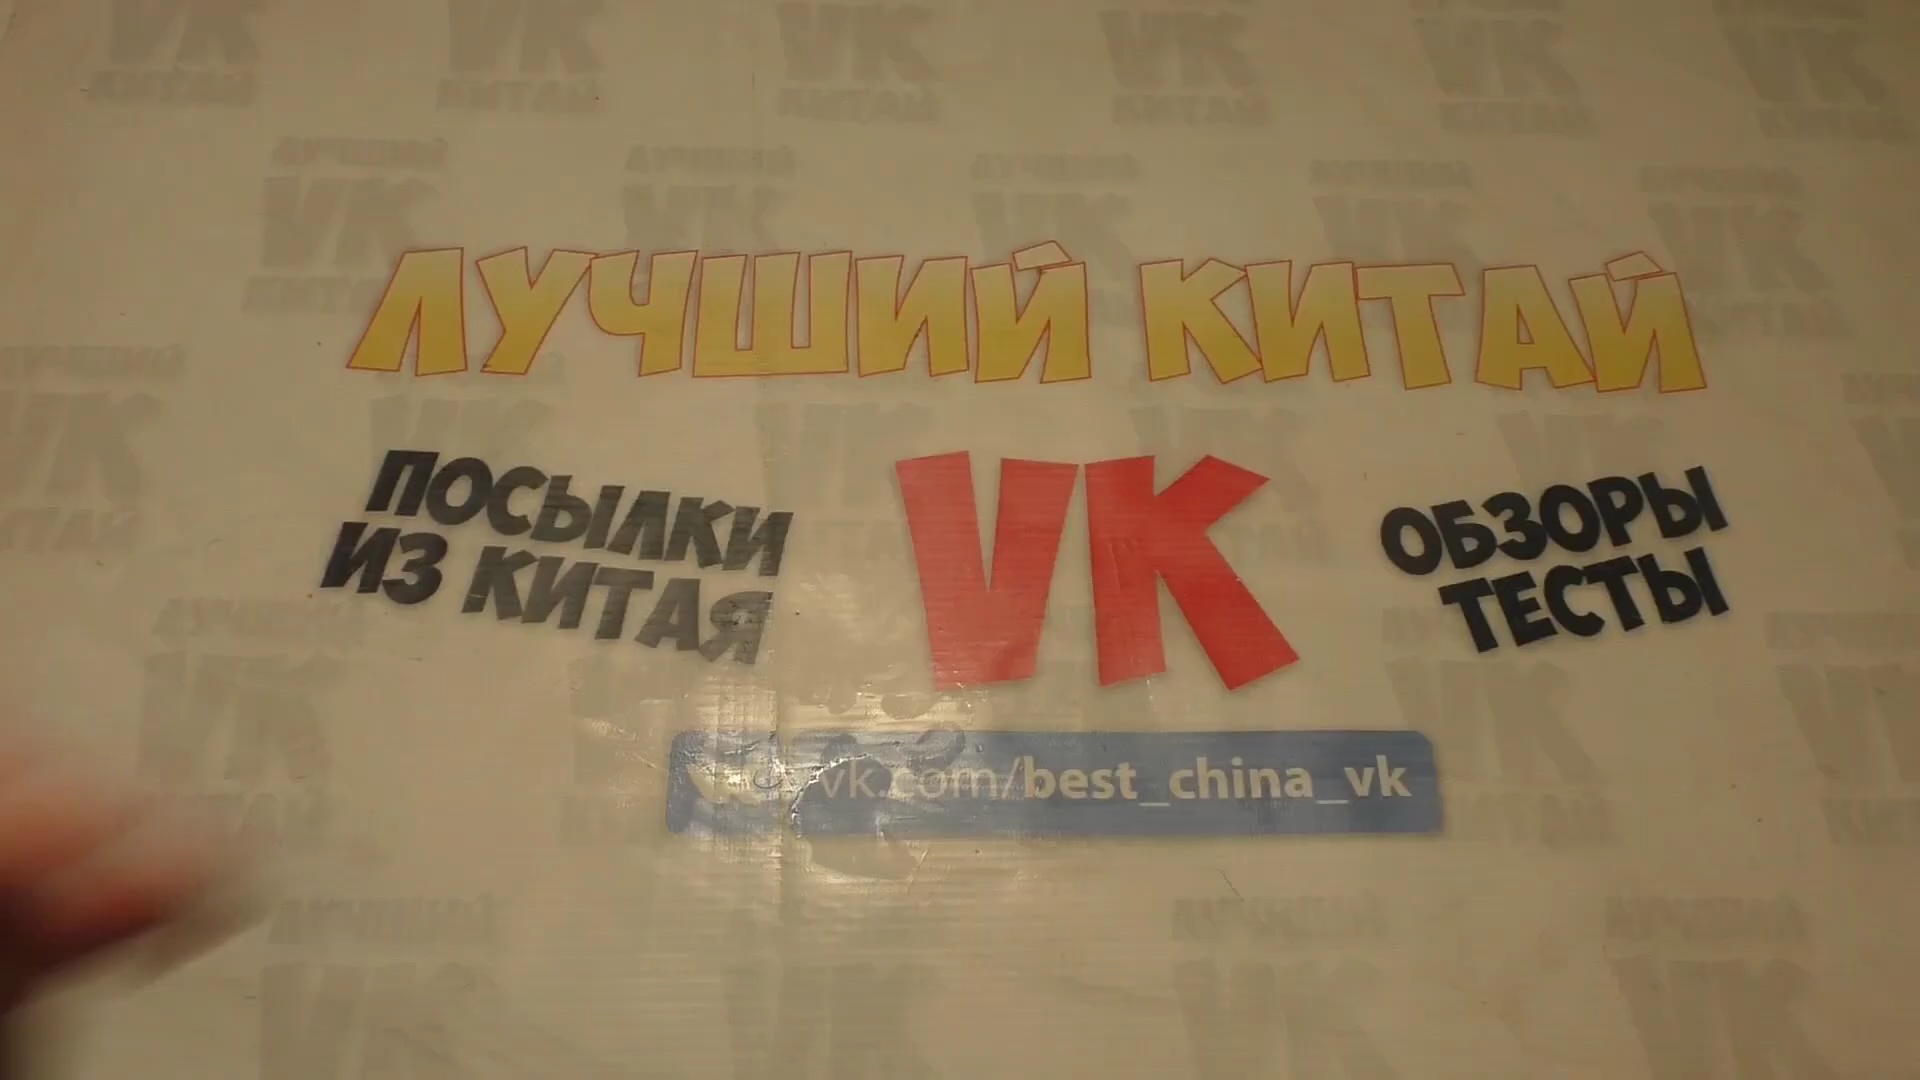 ЛУЧШИЙ КИТАЙ
ПОСЫЛКИ
ИЗ КИТАЯ
VK
ОБЗОРЫ
ТЕСТЫ
vk.com/best_china_vk